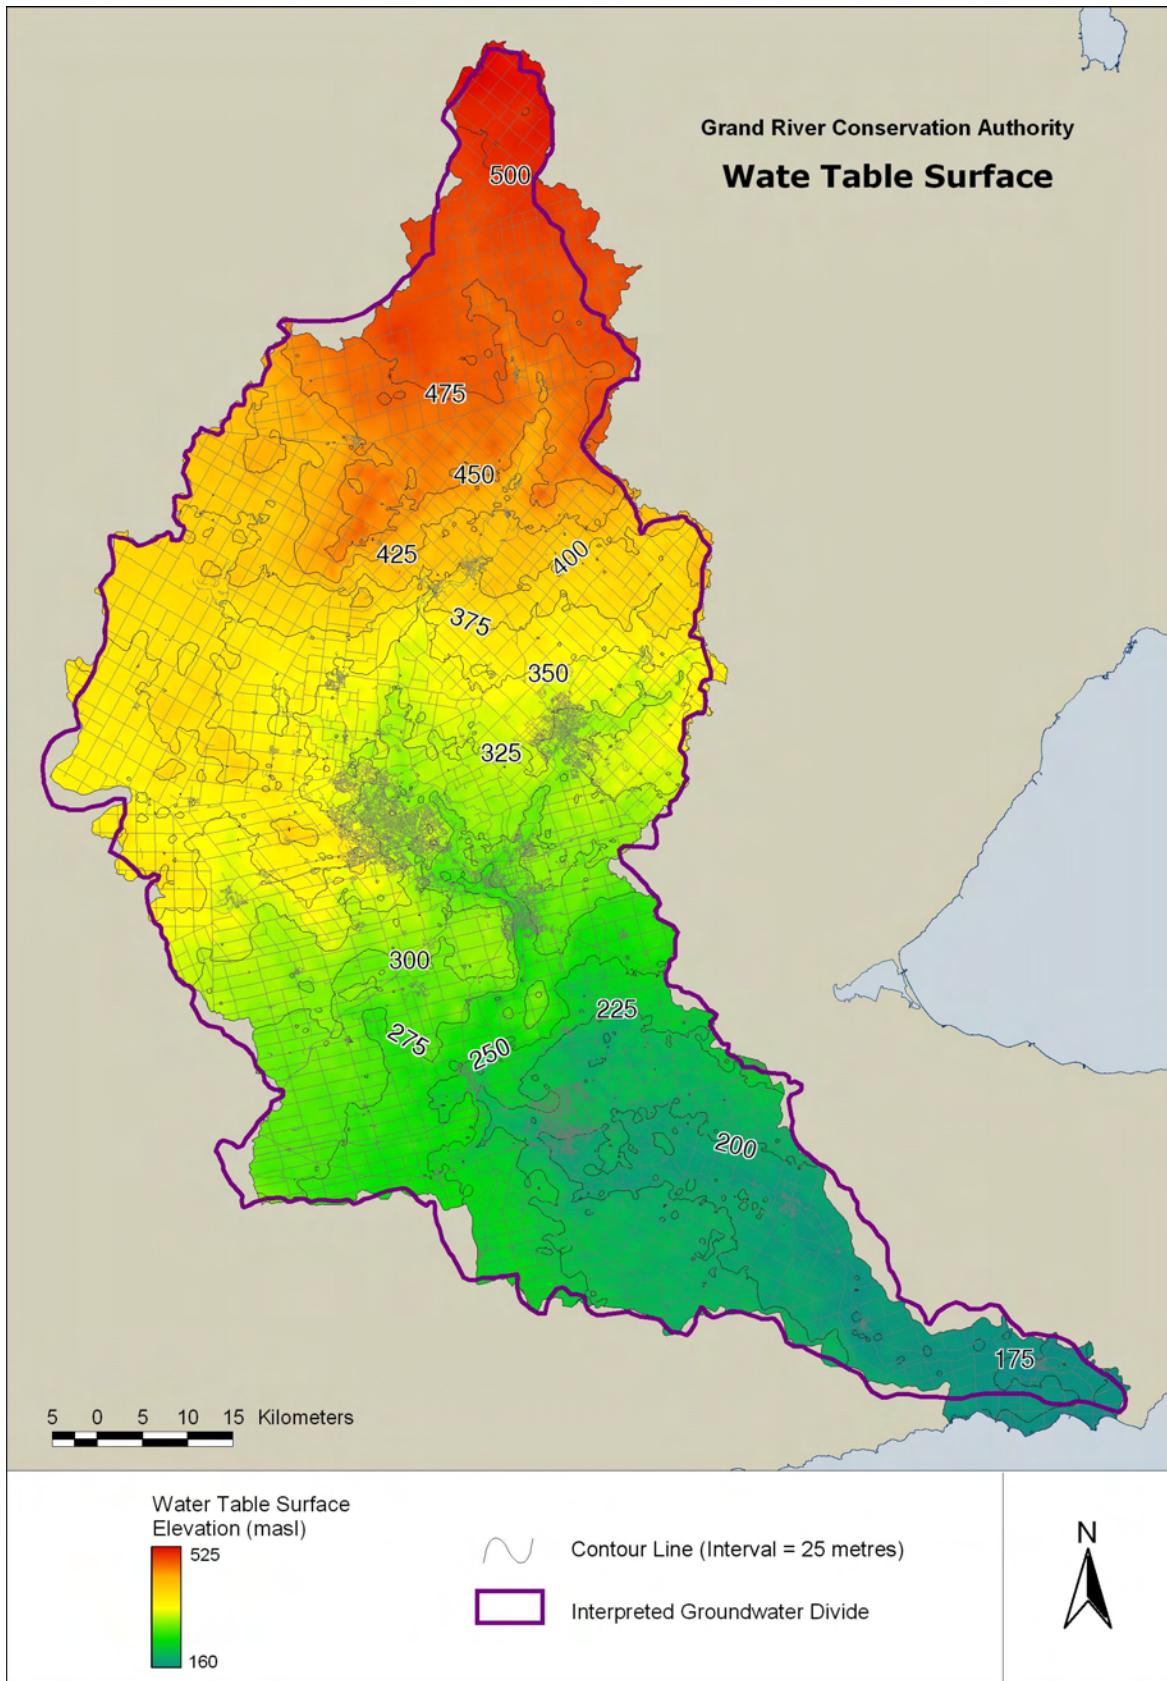 Grand River Conservation Authority
Wate Table Surface
500
475
450
425
400
375
350
325
300
275
250
225
200
175
5 0 5 10 15 Kilometers
Water Table Surface
Elevation (masl)
525
160
Contour Line (Interval = 25 metres)
Interpreted Groundwater Divide
N